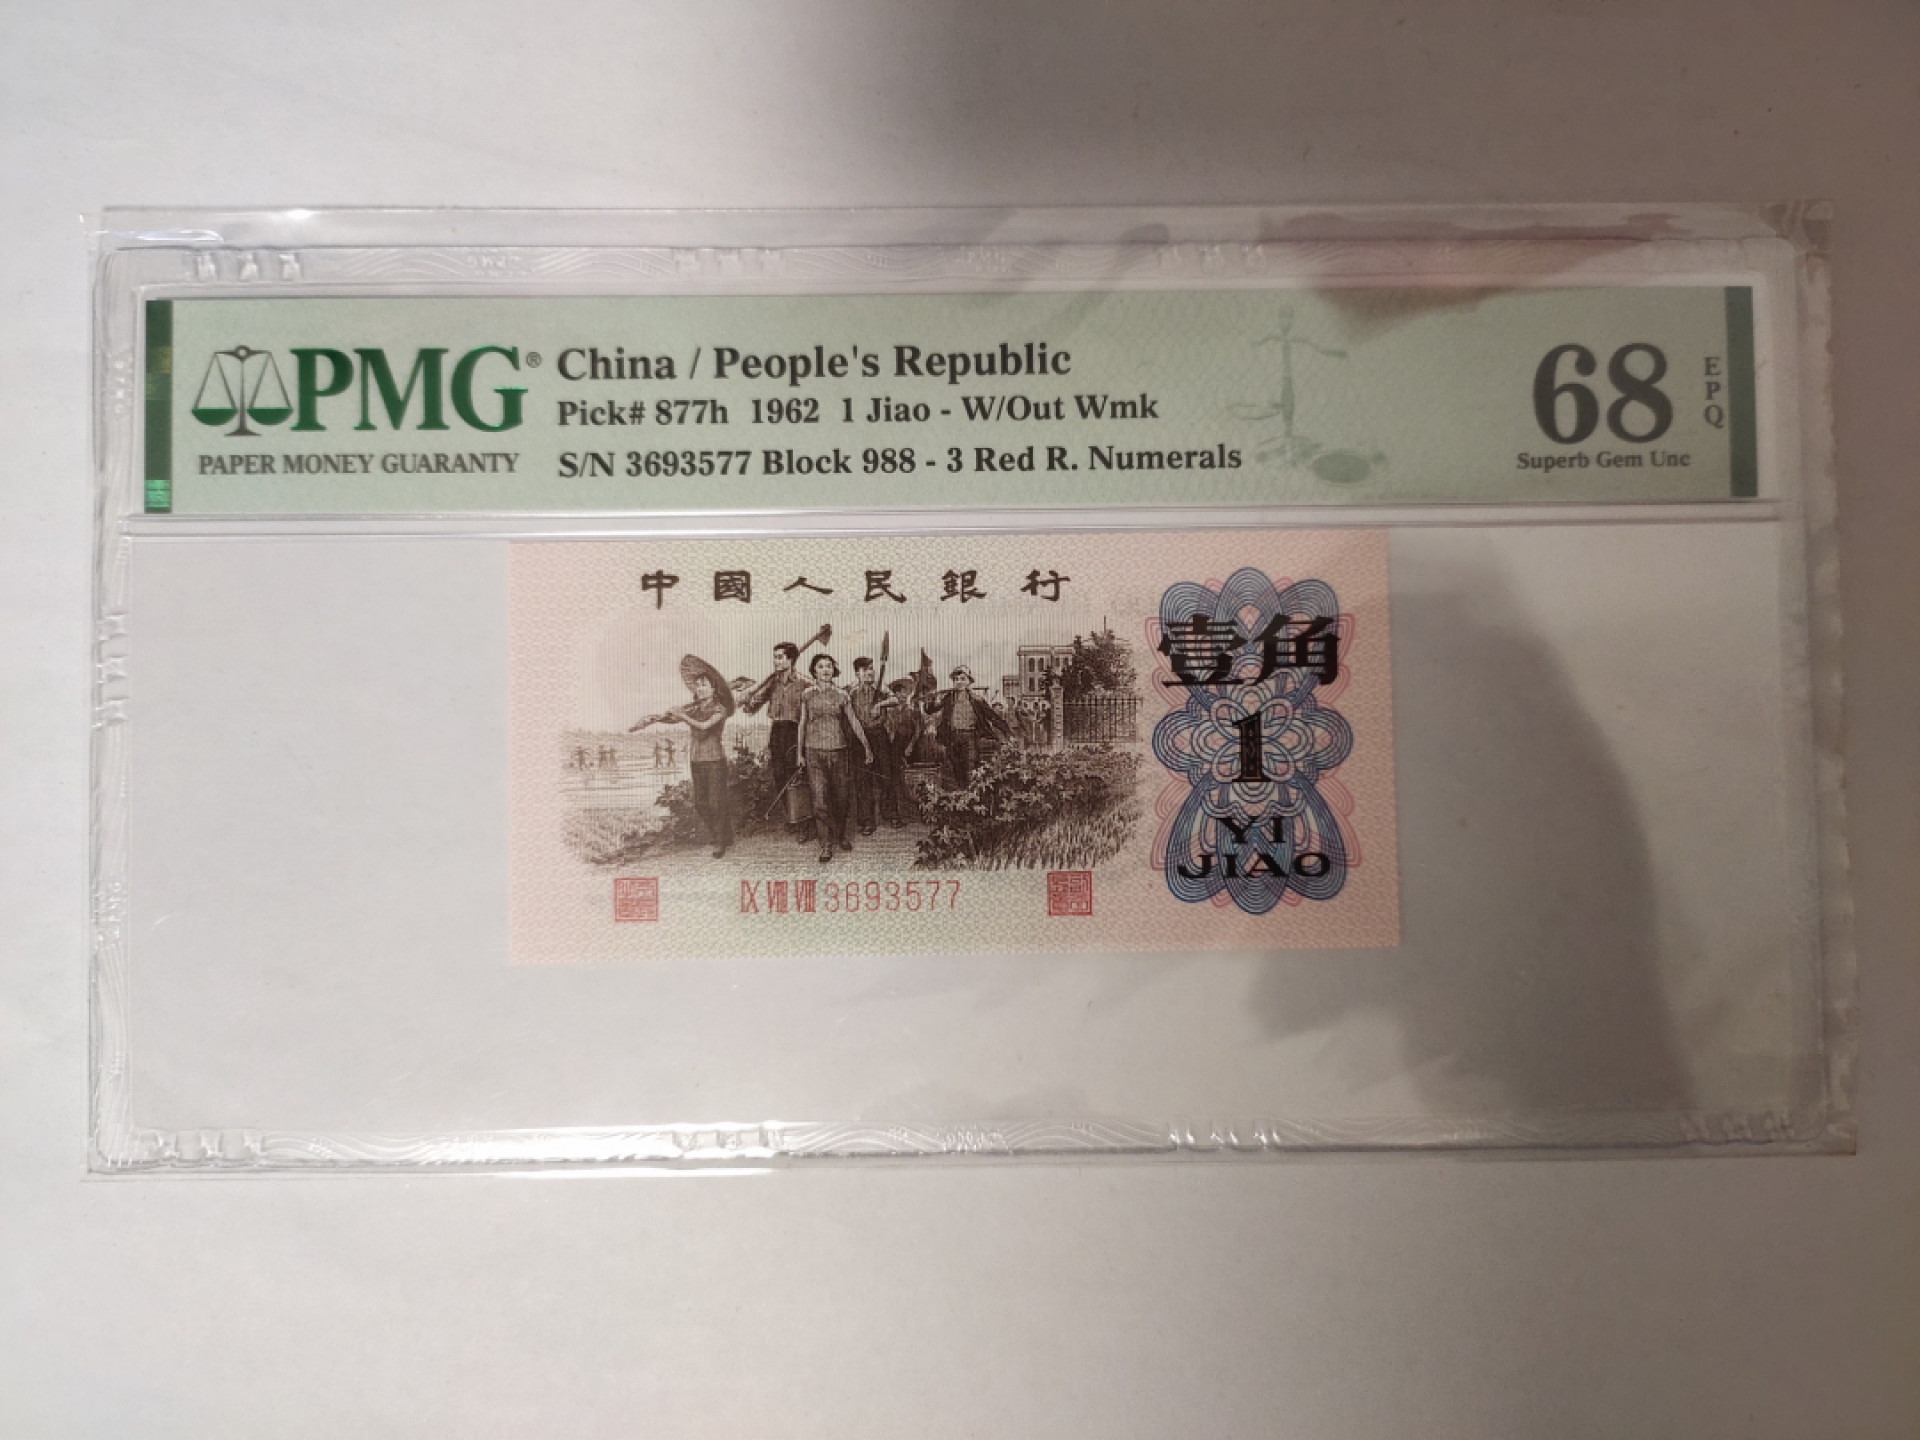 PMG®
PAPER MONEY GUARANTY
China / People's Republic
Pick# 877h 1962 1 Jiao - W/Out Wmk
S/N 3693577 Block 988 - 3 Red R. Numerals
68
EPQ
Superb Gem Unc
中國人民銀行
壹角
1
YI
JIAO
IX VIII VIII 3693577